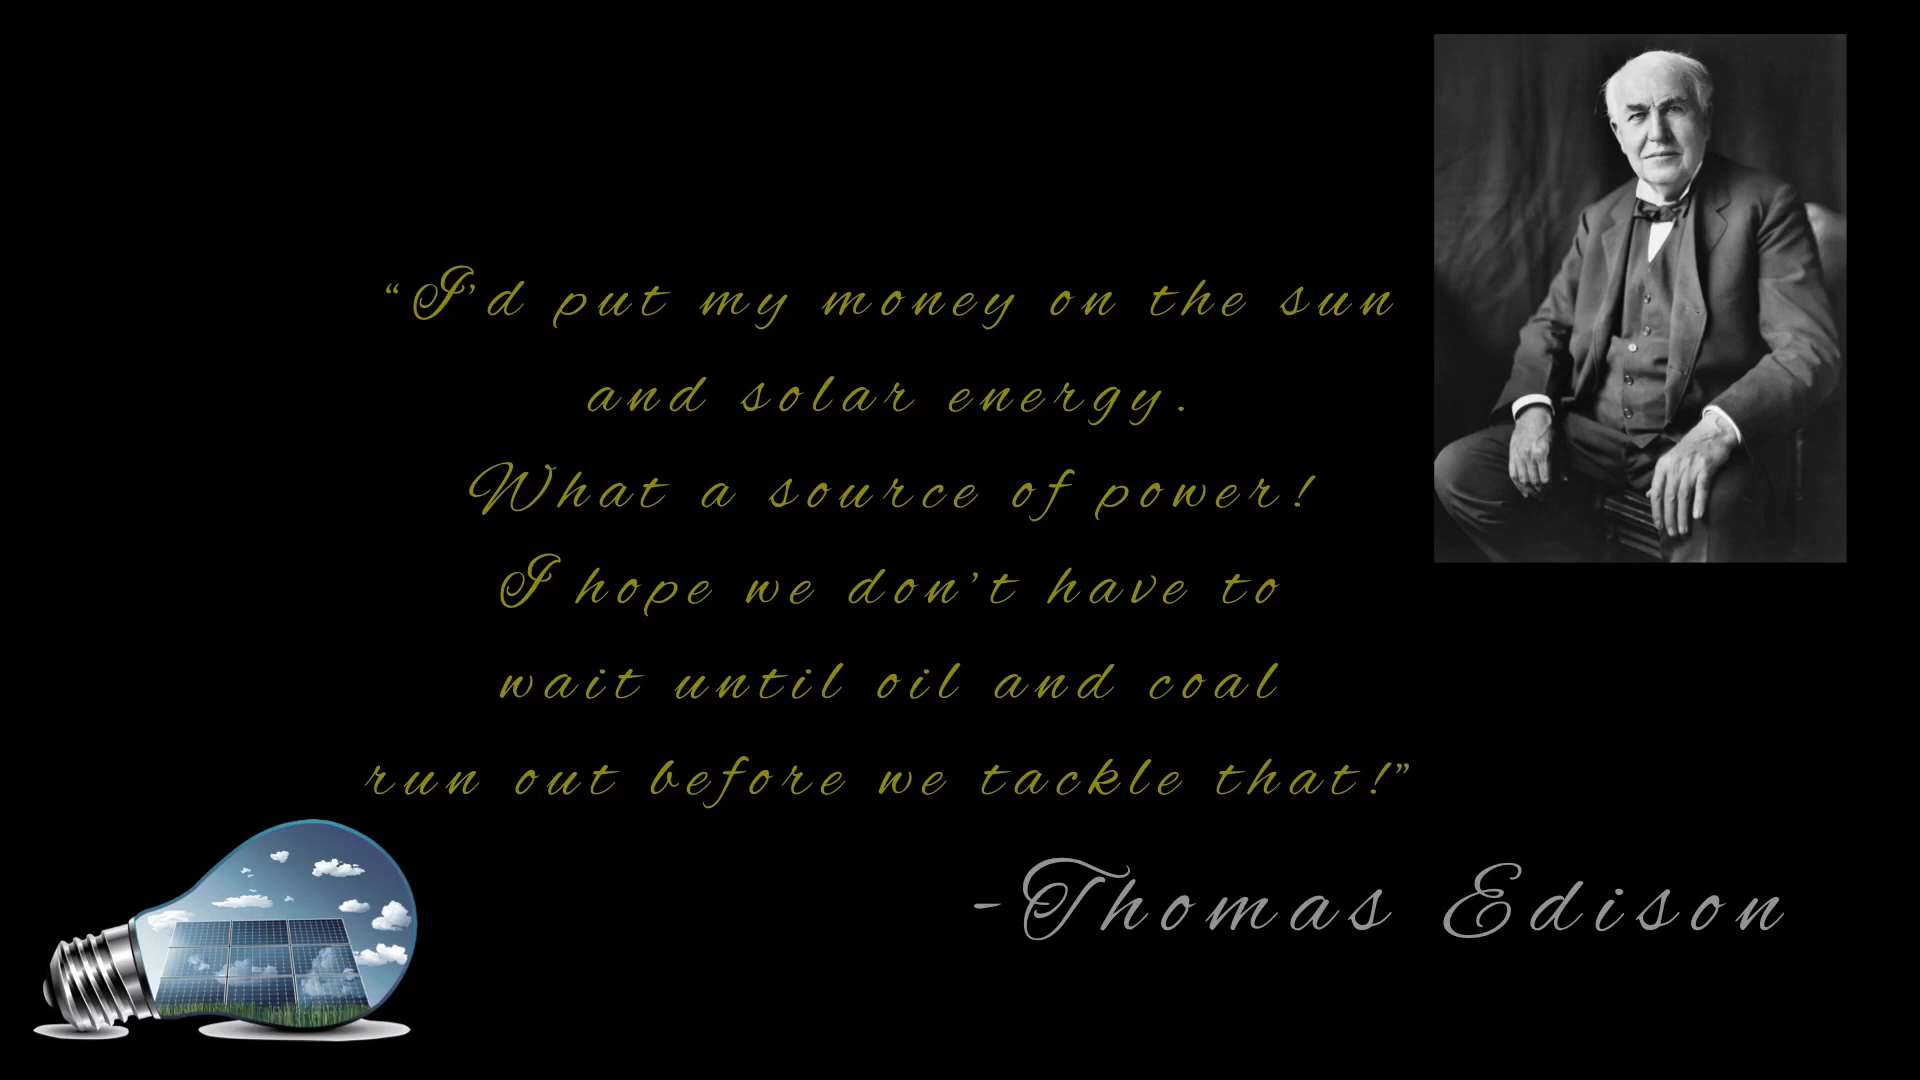 “I’d put my money on the sun
and solar energy.
What a source of power!
I hope we don’t have to
wait until oil and coal
run out before we tackle that!”
-Thomas Edison